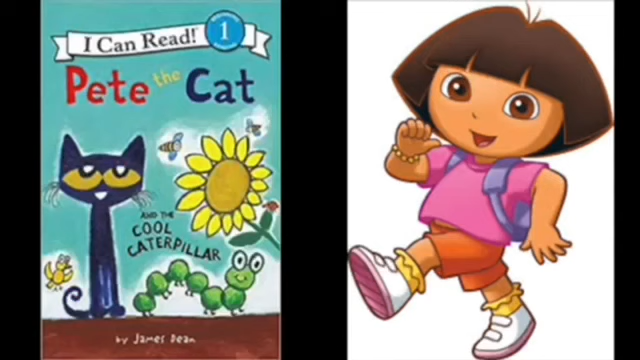 I Can Read!
1
Pete the Cat
AND THE
COOL
CATERPILLAR
by James Dean